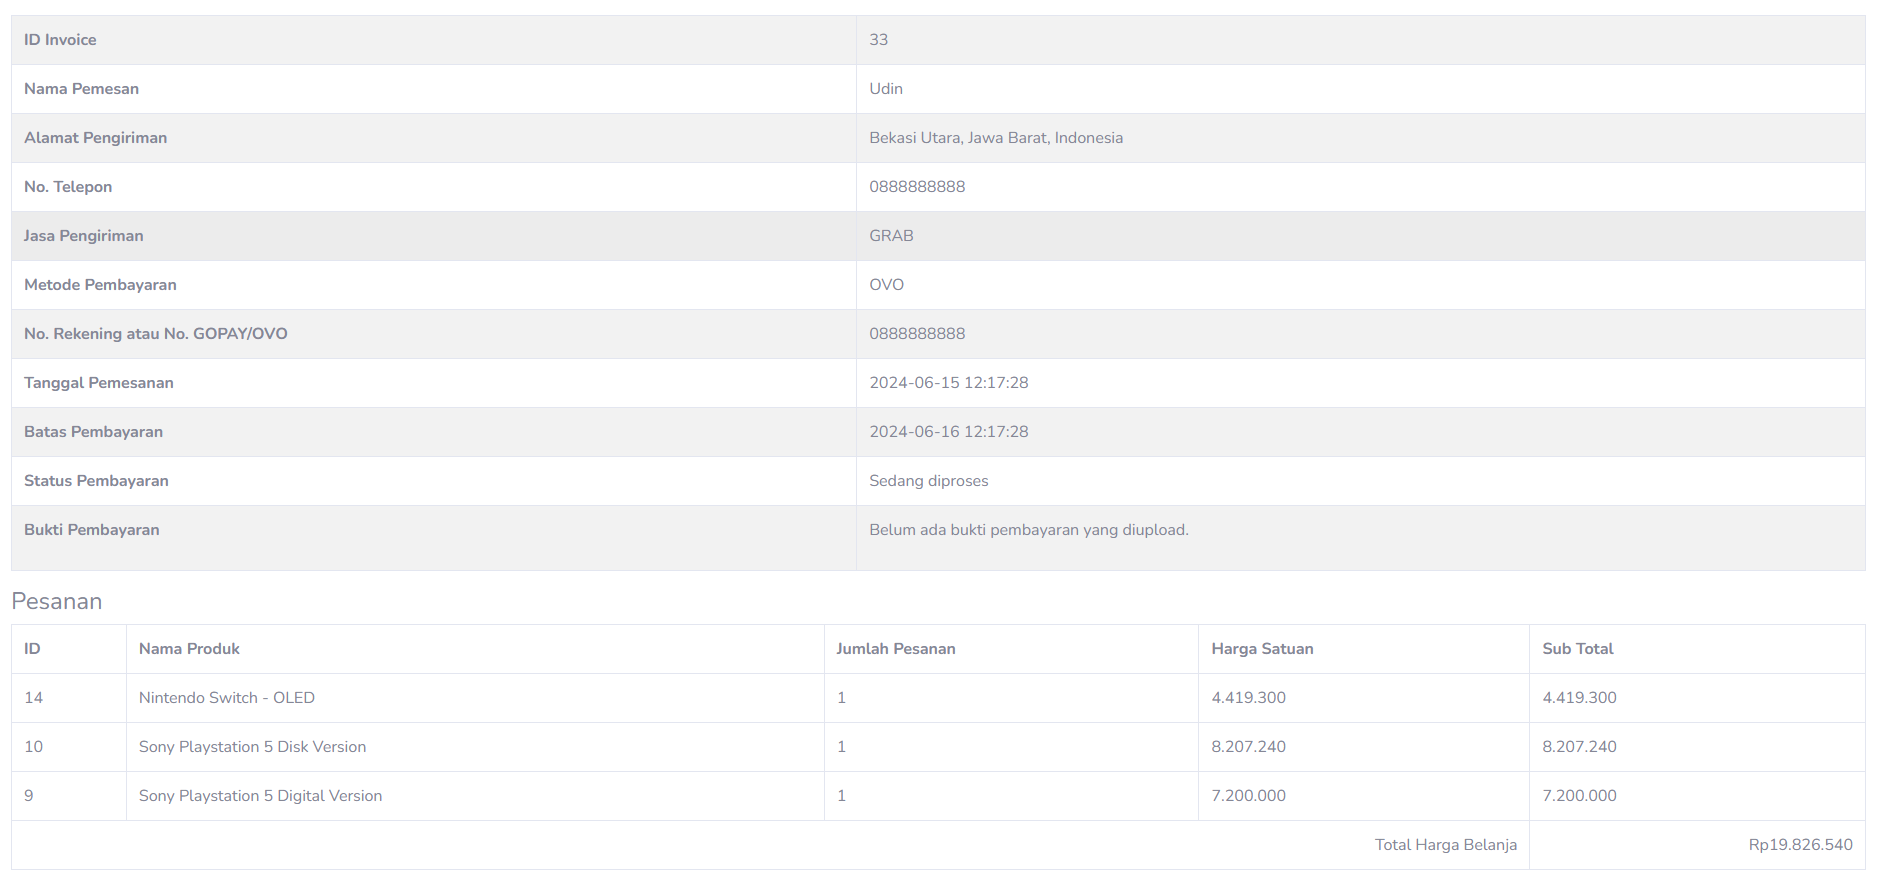 ID Invoice 33
Nama Pemesan Udin
Alamat Pengiriman Bekasi Utara, Jawa Barat, Indonesia
No. Telepon 0888888888
Jasa Pengiriman GRAB
Metode Pembayaran OVO
No. Rekening atau No. GOPAY/OVO 0888888888
Tanggal Pemesanan 2024-06-15 12:17:28
Batas Pembayaran 2024-06-16 12:17:28
Status Pembayaran Sedang diproses
Bukti Pembayaran Belum ada bukti pembayaran yang diupload.
Pesanan
ID Nama Produk Jumlah Pesanan Harga Satuan Sub Total
14 Nintendo Switch - OLED 1 4.419.300 4.419.300
10 Sony Playstation 5 Disk Version 1 8.207.240 8.207.240
9 Sony Playstation 5 Digital Version 1 7.200.000 7.200.000
Total Harga Belanja Rp19.826.540